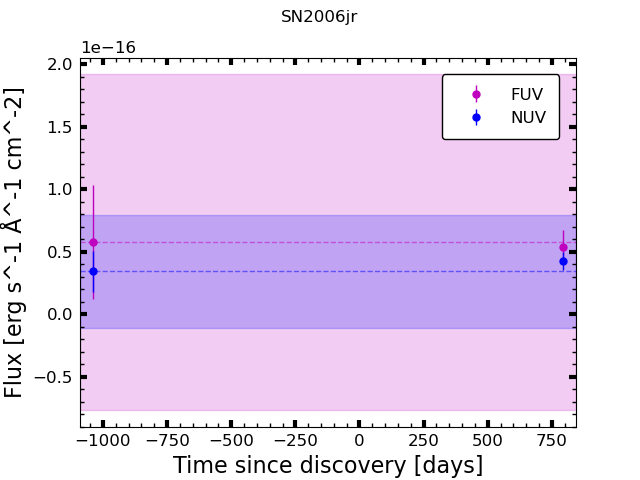 SN2006jr
1e−16
2.0
1.5
1.0
0.5
0.0
−0.5
Flux [erg s^-1 Å^-1 cm^-2]
FUV
NUV
−1000 −750 −500 −250 0 250 500 750
Time since discovery [days]